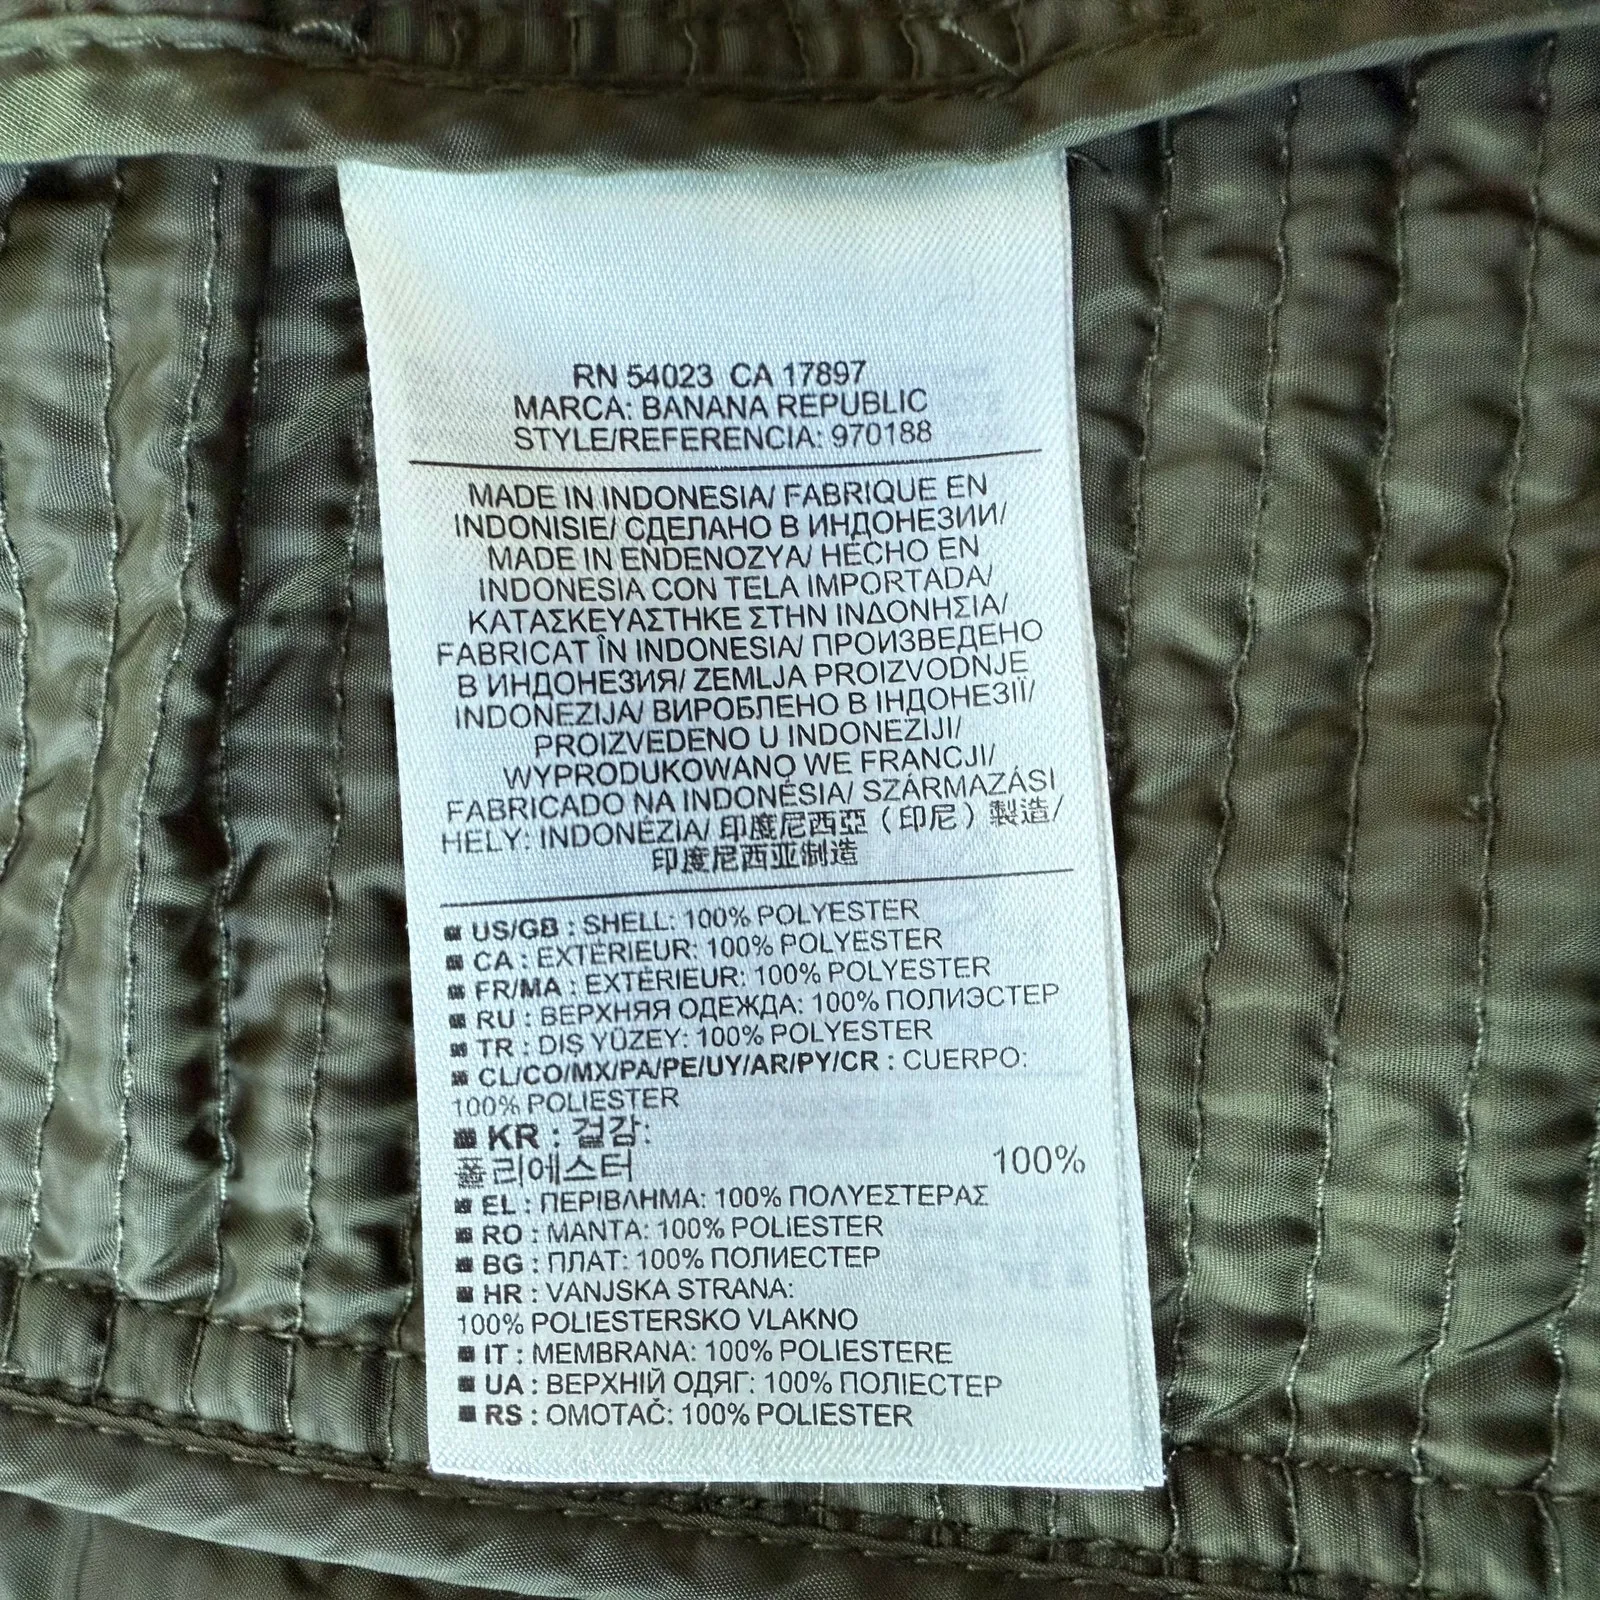 RN 54023 CA 17897
MARCA: BANANA REPUBLIC
STYLE/REFERENCIA: 970188
MADE IN INDONESIA/ FABRIQUE EN
INDONISIE/ СДЕЛАНО В ИНДОНЕЗИИ/
MADE IN ENDENOZYA/ HECHO EN
INDONESIA CON TELA IMPORTADA/
ΚΑΤΑΣΚΕΥΑΣΤΗΚΕ ΣΤΗΝ ΙΝΔΟΝΗΣΙΑ/
FABRICAT ÎN INDONESIA/ ПРОИЗВЕДЕНО
В ИНДОНЕЗИЯ/ ZEMLJA PROIZVODNJE
INDONEZIJA/ ВИРОБЛЕНО В ІНДОНЕЗІЇ/
PROIZVEDENO U INDONEZIJI/
WYPRODUKOWANO WE FRANCJI/
FABRICADO NA INDONÉSIA/ SZÁRMAZÁSI
HELY: INDONÉZIA/ 印度尼西亞（印尼）製造/
印度尼西亚制造
■ US/GB : SHELL: 100% POLYESTER
■ CA : EXTÉRIEUR: 100% POLYESTER
■ FR/MA : EXTÉRIEUR: 100% POLYESTER
■ RU : ВЕРХНЯЯ ОДЕЖДА: 100% ПОЛИЭСТЕР
■ TR : DIŞ YÜZEY: 100% POLYESTER
■ CL/CO/MX/PA/PE/UY/AR/PY/CR : CUERPO:
100% POLIESTER
■ KR : 겉감:
폴리에스터 100%
■ EL : ΠΕΡΙΒΛΗΜΑ: 100% ΠΟΛΥΕΣΤΕΡΑΣ
■ RO : MANTA: 100% POLIESTER
■ BG : ПЛАТ: 100% ПОЛИЕСТЕР
■ HR : VANJSKA STRANA:
100% POLIESTERSKO VLAKNO
■ IT : MEMBRANA: 100% POLIESTERE
■ UA : ВЕРХНІЙ ОДЯГ: 100% ПОЛІЕСТЕР
■ RS : OMOTAČ: 100% POLIESTER